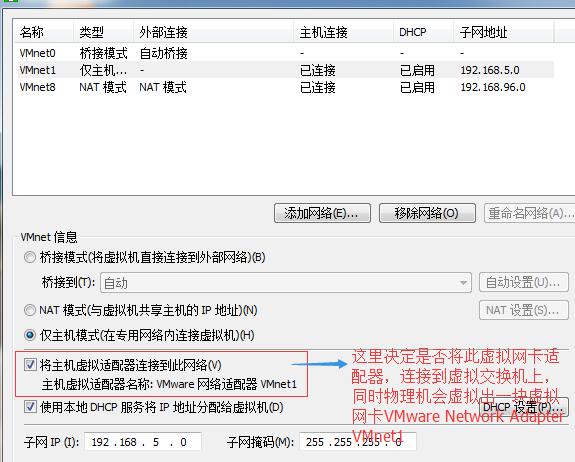 名称 类型 外部连接 主机连接 DHCP 子网地址
VMnet0 桥接模式 自动桥接 - - -
VMnet1 仅主机... - 已连接 已启用 192.168.5.0
VMnet8 NAT 模式 NAT 模式 已连接 已启用 192.168.96.0
添加网络(E)... 移除网络(O) 重命名网络(A)...
VMnet 信息
桥接模式(将虚拟机直接连接到外部网络)(B)
桥接到(T): 自动 自动设置(U)...
NAT 模式(与虚拟机共享主机的 IP 地址)(N) NAT 设置(S)...
仅主机模式(在专用网络内连接虚拟机)(H)
将主机虚拟适配器连接到此网络(V)
主机虚拟适配器名称: VMware 网络适配器 VMnet1
这里决定是否将此虚拟网卡适
配器，连接到虚拟交换机上，
同时物理机会虚拟出一块虚拟
网卡VMware Network Adapter
VMnet1
使用本地 DHCP 服务将 IP 地址分配给虚拟机(D) DHCP 设置(P)...
子网 IP (I): 192 .168 . 5 . 0 子网掩码(M): 255 .255 .255 . 0